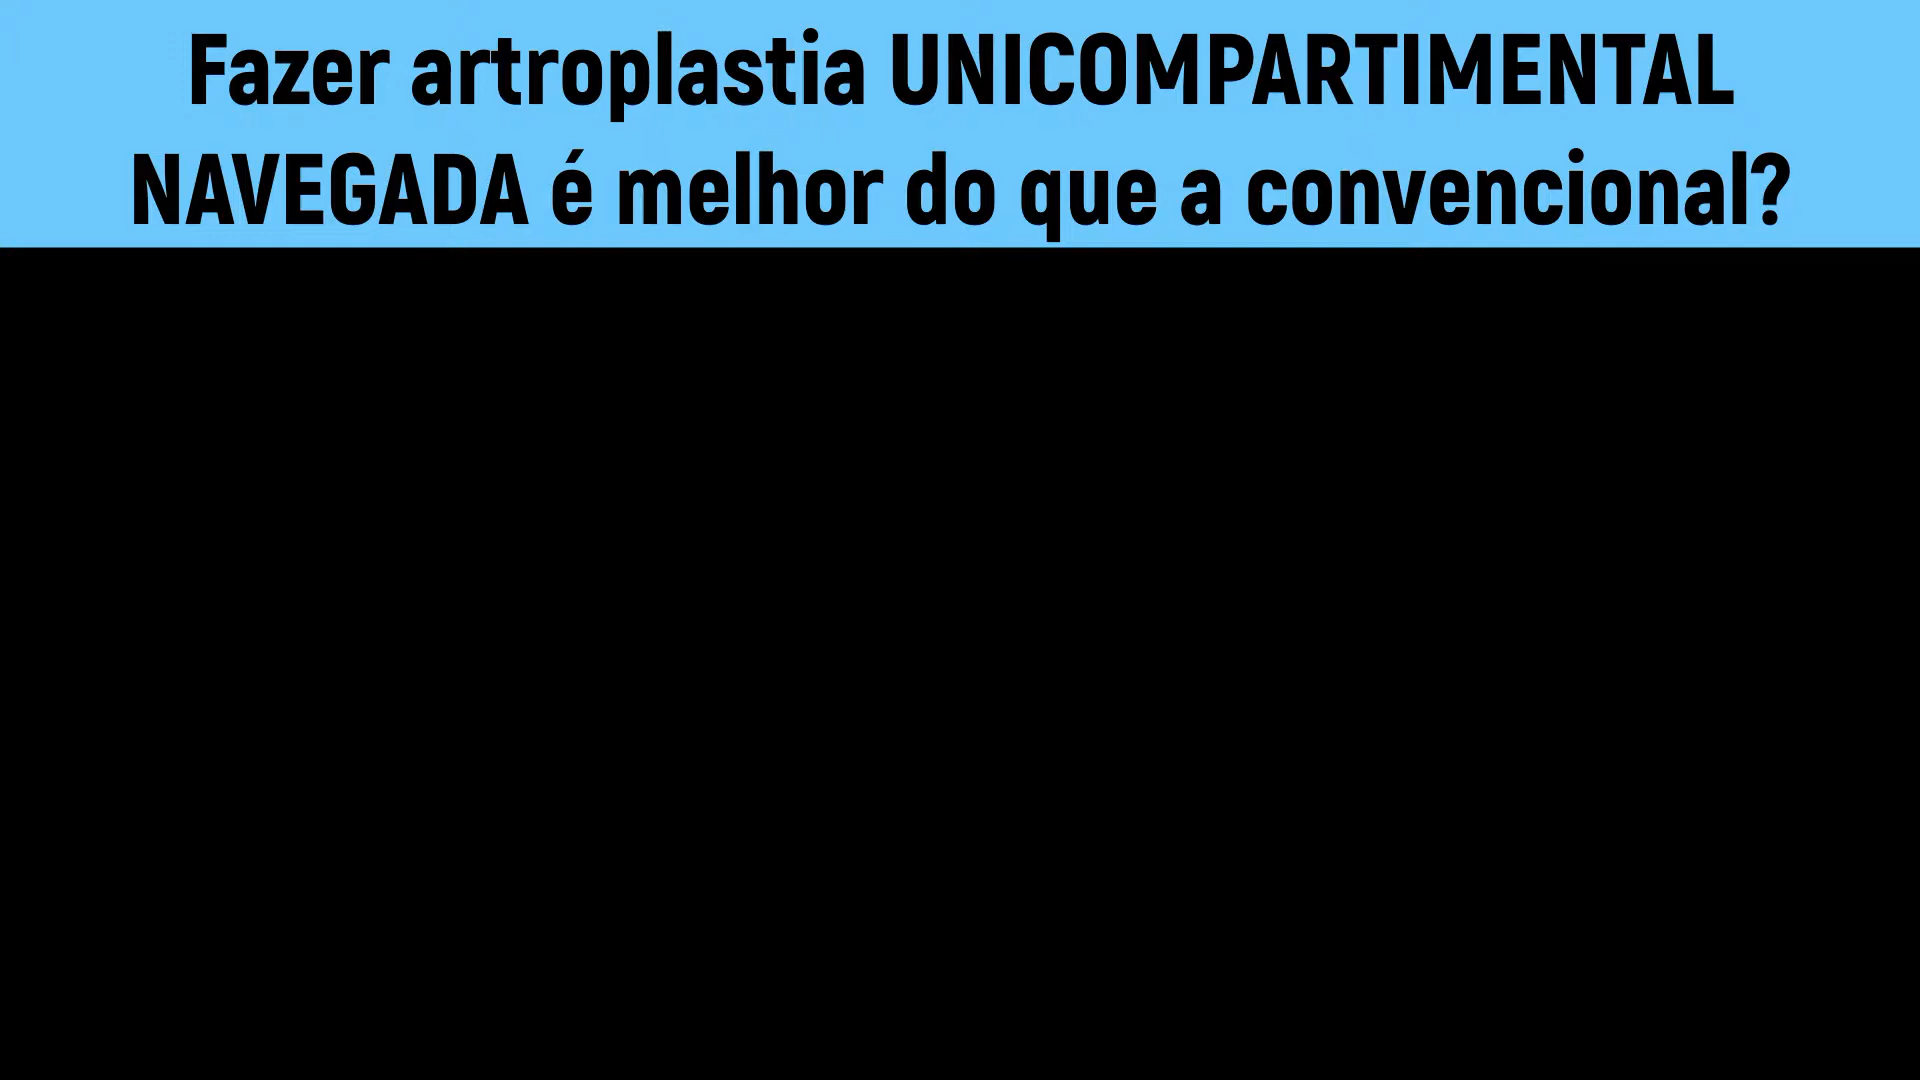 Fazer artroplastia UNICOMPARTIMENTAL
NAVEGADA é melhor do que a convencional?